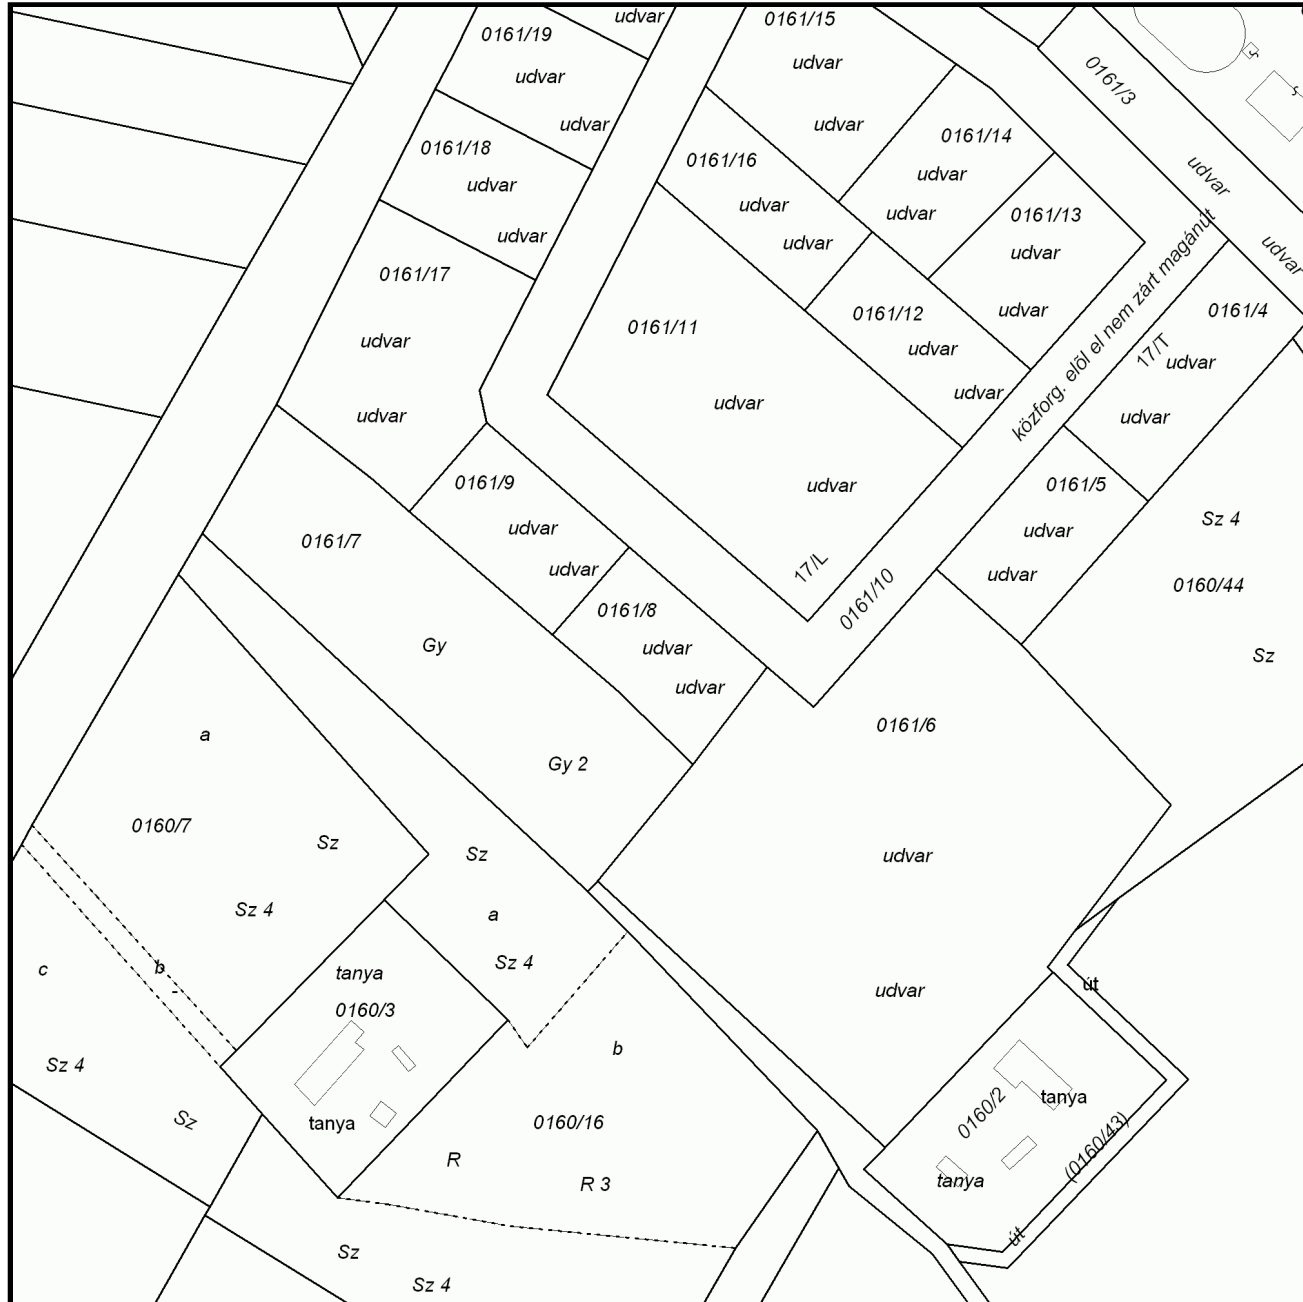 udvar
0161/15
0161/19
udvar
udvar
0161/3
udvar
udvar
0161/14
0161/18
0161/16
udvar
udvar
udvar
udvar
udvar
0161/13
udvar
udvar
udvar
udvar
0161/17
udvar
közforg. elől el nem zárt magánút
0161/4
0161/12
0161/11
udvar
udvar
udvar
17/T
udvar
udvar
udvar
udvar
udvar
0161/9
0161/5
udvar
Sz 4
udvar
udvar
0161/7
udvar
17/L
udvar
0160/44
0161/10
0161/8
Gy
udvar
Sz
udvar
0161/6
a
Gy 2
0160/7
Sz
Sz
udvar
Sz 4
a
Sz 4
c
b
tanya
udvar
út
0160/3
b
Sz 4
tanya
0160/2
Sz
tanya
0160/16
(0160/43)
R
tanya
R 3
út
Sz
Sz 4